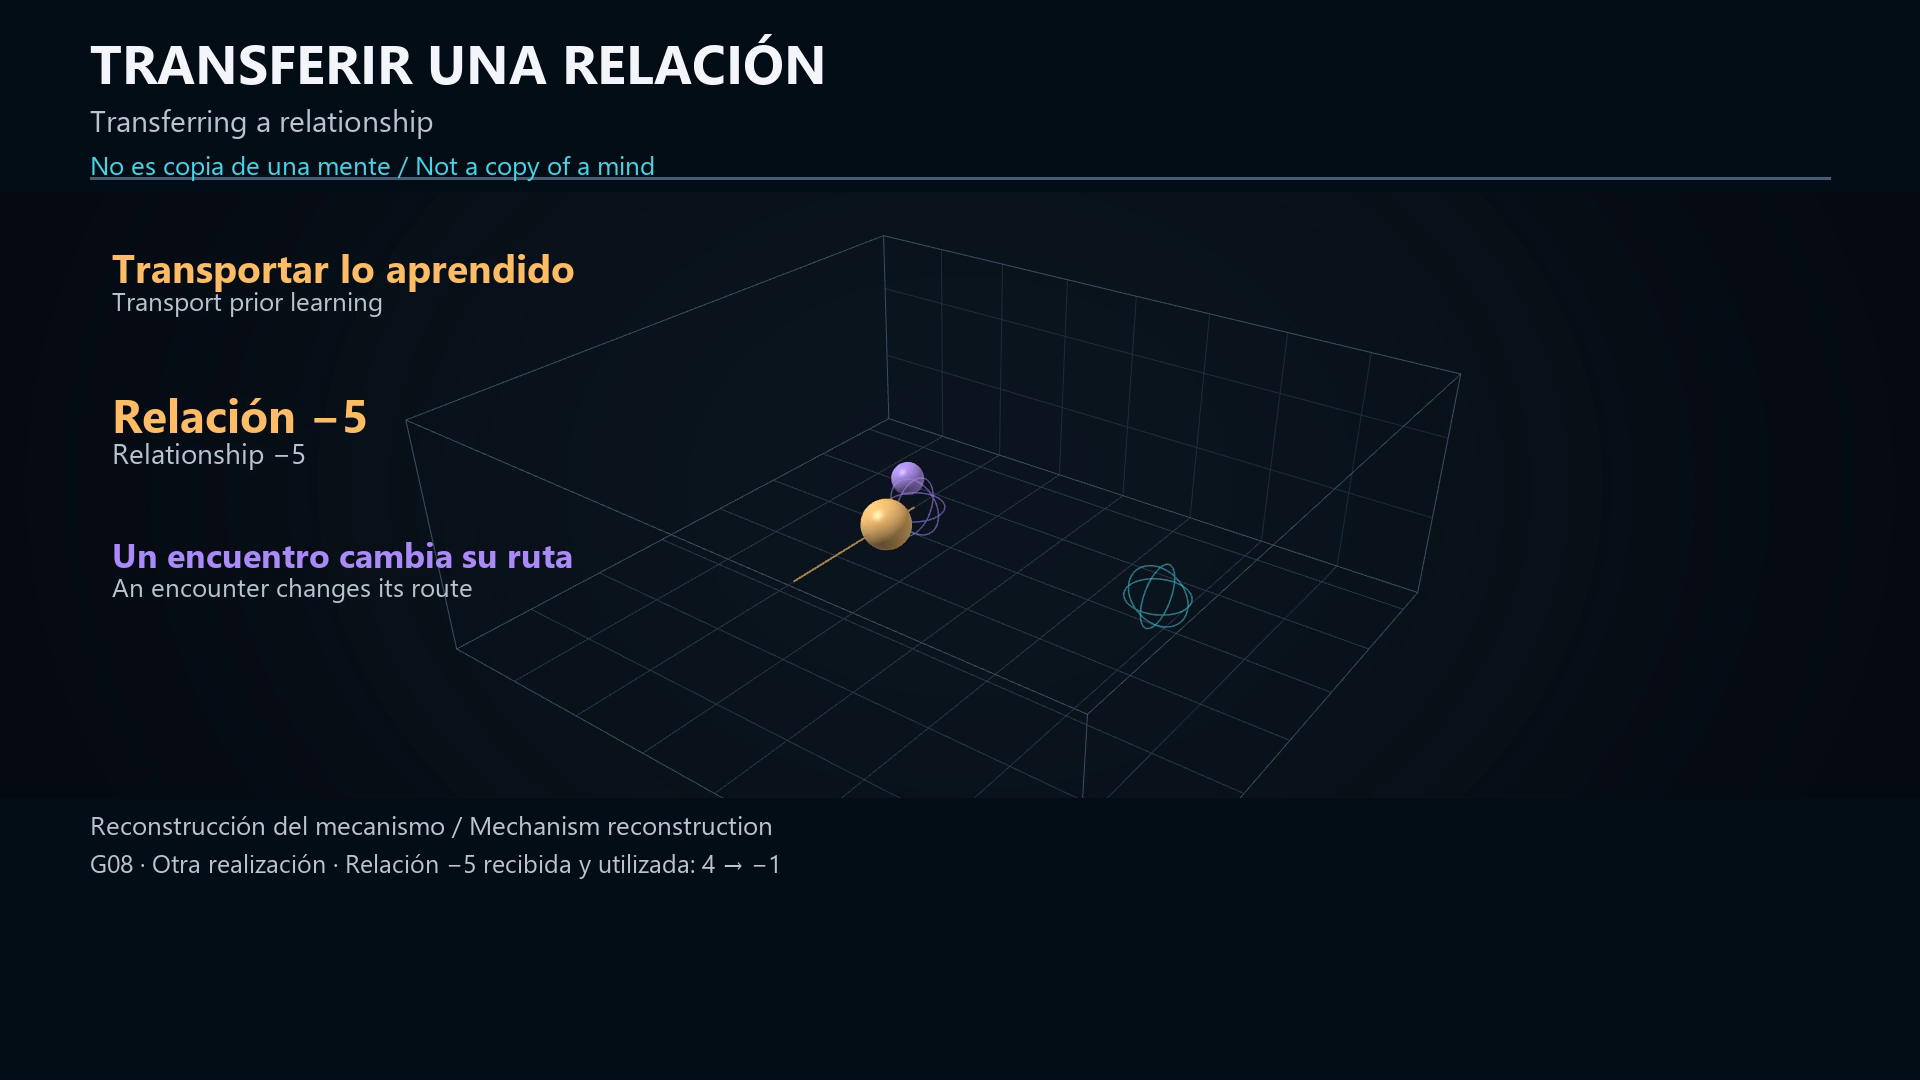 TRANSFERIR UNA RELACIÓN
Transferring a relationship
No es copia de una mente / Not a copy of a mind
Transportar lo aprendido
Transport prior learning
Relación −5
Relationship −5
Un encuentro cambia su ruta
An encounter changes its route
Reconstrucción del mecanismo / Mechanism reconstruction
G08 · Otra realización · Relación −5 recibida y utilizada: 4 → −1